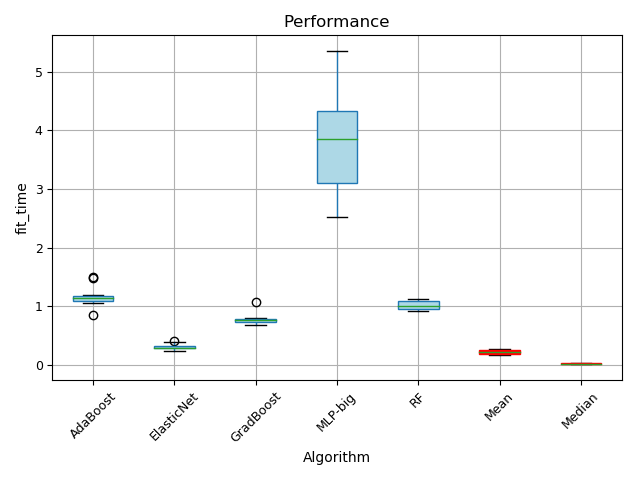 Performance
fit_time
5
4
3
2
1
0
AdaBoost
ElasticNet
GradBoost
MLP-big
RF
Mean
Median
Algorithm